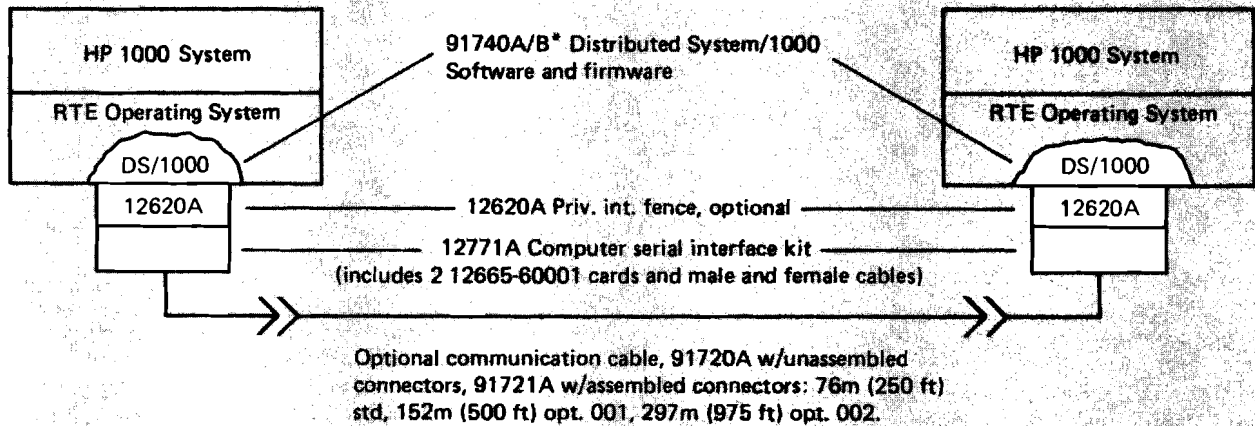 HP 1000 System
RTE Operating System
DS/1000
12620A
91740A/B* Distributed System/1000
Software and firmware
HP 1000 System
RTE Operating System
DS/1000
12620A
12620A Priv. int. fence, optional
12771A Computer serial interface kit
(includes 2 12665-60001 cards and male and female cables)
Optional communication cable, 91720A w/unassembled
connectors, 91721A w/assembled connectors: 76m (250 ft)
std, 152m (500 ft) opt. 001, 297m (975 ft) opt. 002.